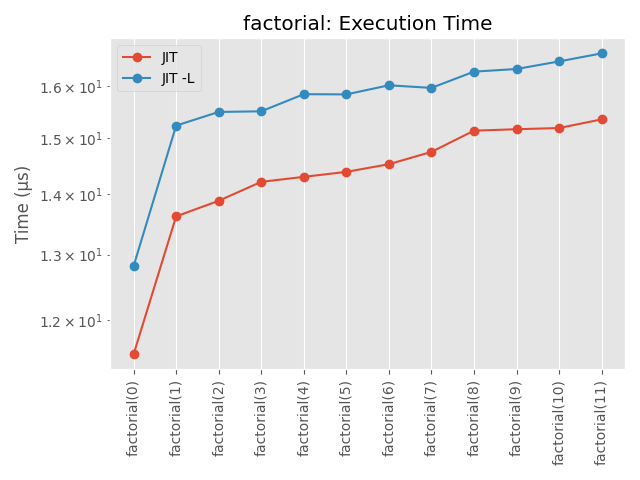 factorial: Execution Time
JIT
JIT -L
Time (µs)
1.6 × 10¹
1.5 × 10¹
1.4 × 10¹
1.3 × 10¹
1.2 × 10¹
factorial(0)
factorial(1)
factorial(2)
factorial(3)
factorial(4)
factorial(5)
factorial(6)
factorial(7)
factorial(8)
factorial(9)
factorial(10)
factorial(11)